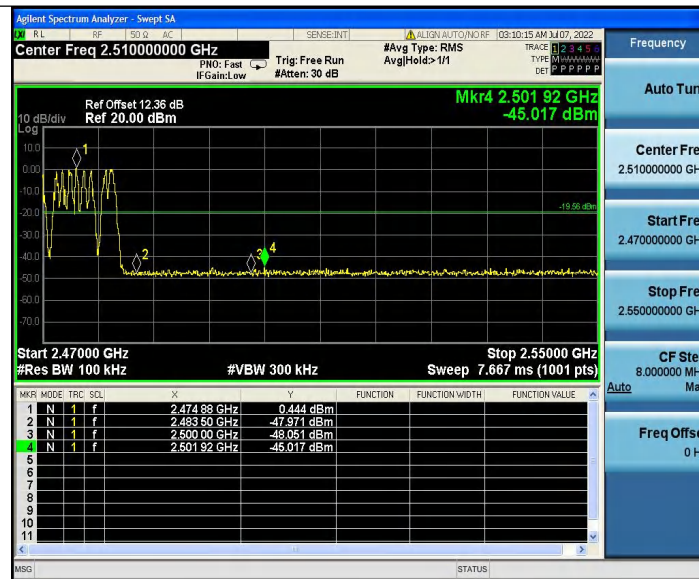 Agilent Spectrum Analyzer - Swept SA
LXI RL RF 50 Ω AC SENSE:INT ALIGN AUTO/NO RF 03:10:15 AM Jul 07, 2022
Center Freq 2.510000000 GHz
#Avg Type: RMS
TRACE 1 2 3 4 5 6
PNO: Fast Trig: Free Run Avg|Hold:>1/1 TYPE M
IFGain:Low #Atten: 30 dB DET P P P P P P
Mkr4 2.501 92 GHz
-45.017 dBm
Ref Offset 12.36 dB
10 dB/div Ref 20.00 dBm
Log
10.0
0.00
-10.0
-20.0
-30.0
-40.0
-50.0
-60.0
-70.0
1
2
3
4
-19.56 dBm
Start 2.47000 GHz Stop 2.55000 GHz
#Res BW 100 kHz #VBW 300 kHz Sweep 7.667 ms (1001 pts)
MKR MODE TRC SCL X Y FUNCTION FUNCTION WIDTH FUNCTION VALUE
1 N 1 f 2.474 88 GHz 0.444 dBm
2 N 1 f 2.483 50 GHz -47.971 dBm
3 N 1 f 2.500 00 GHz -48.051 dBm
4 N 1 f 2.501 92 GHz -45.017 dBm
5
6
7
8
9
10
11
MSG STATUS
Frequency
Auto Tun
Center Fre
2.510000000 GH
Start Fre
2.470000000 GH
Stop Fre
2.550000000 GH
CF Ste
8.000000 MH
Auto Ma
Freq Offse
0 H